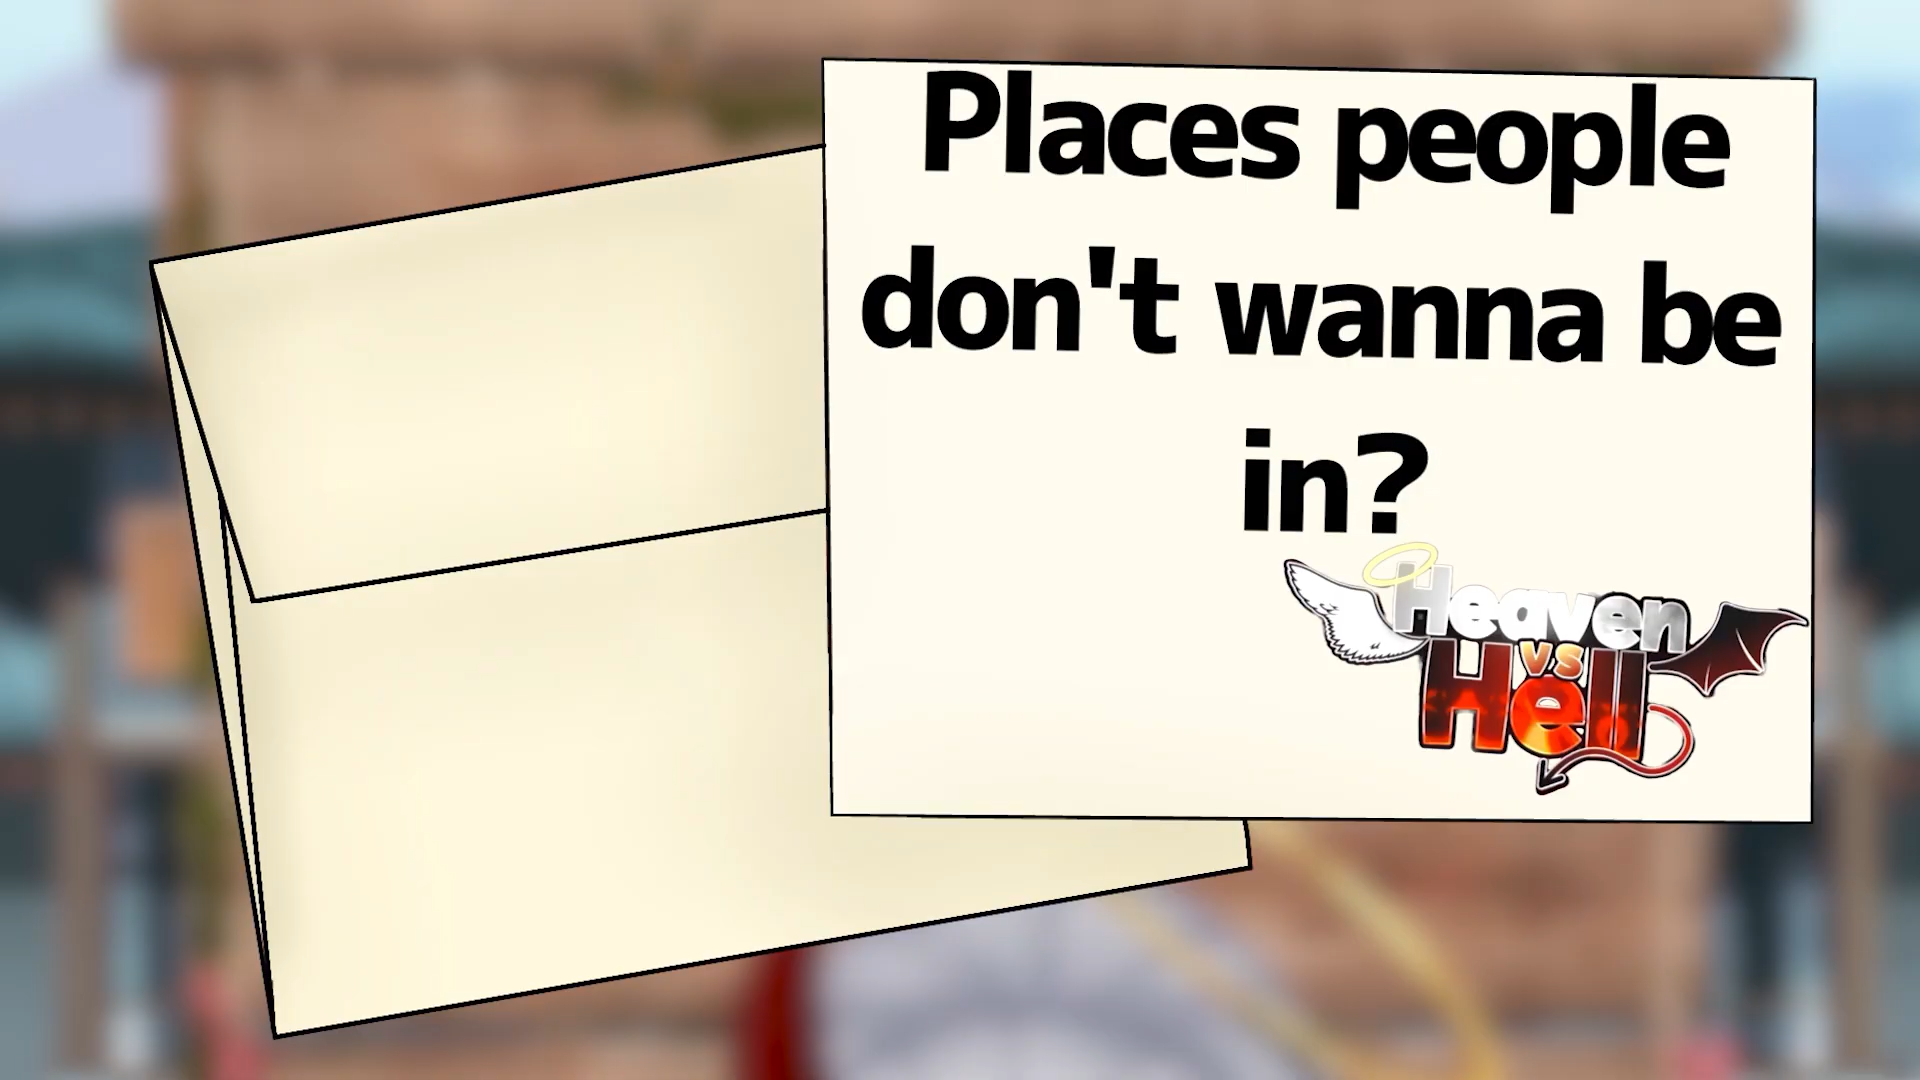 Places people
don't wanna be
in?
Heaven
vs
Hell